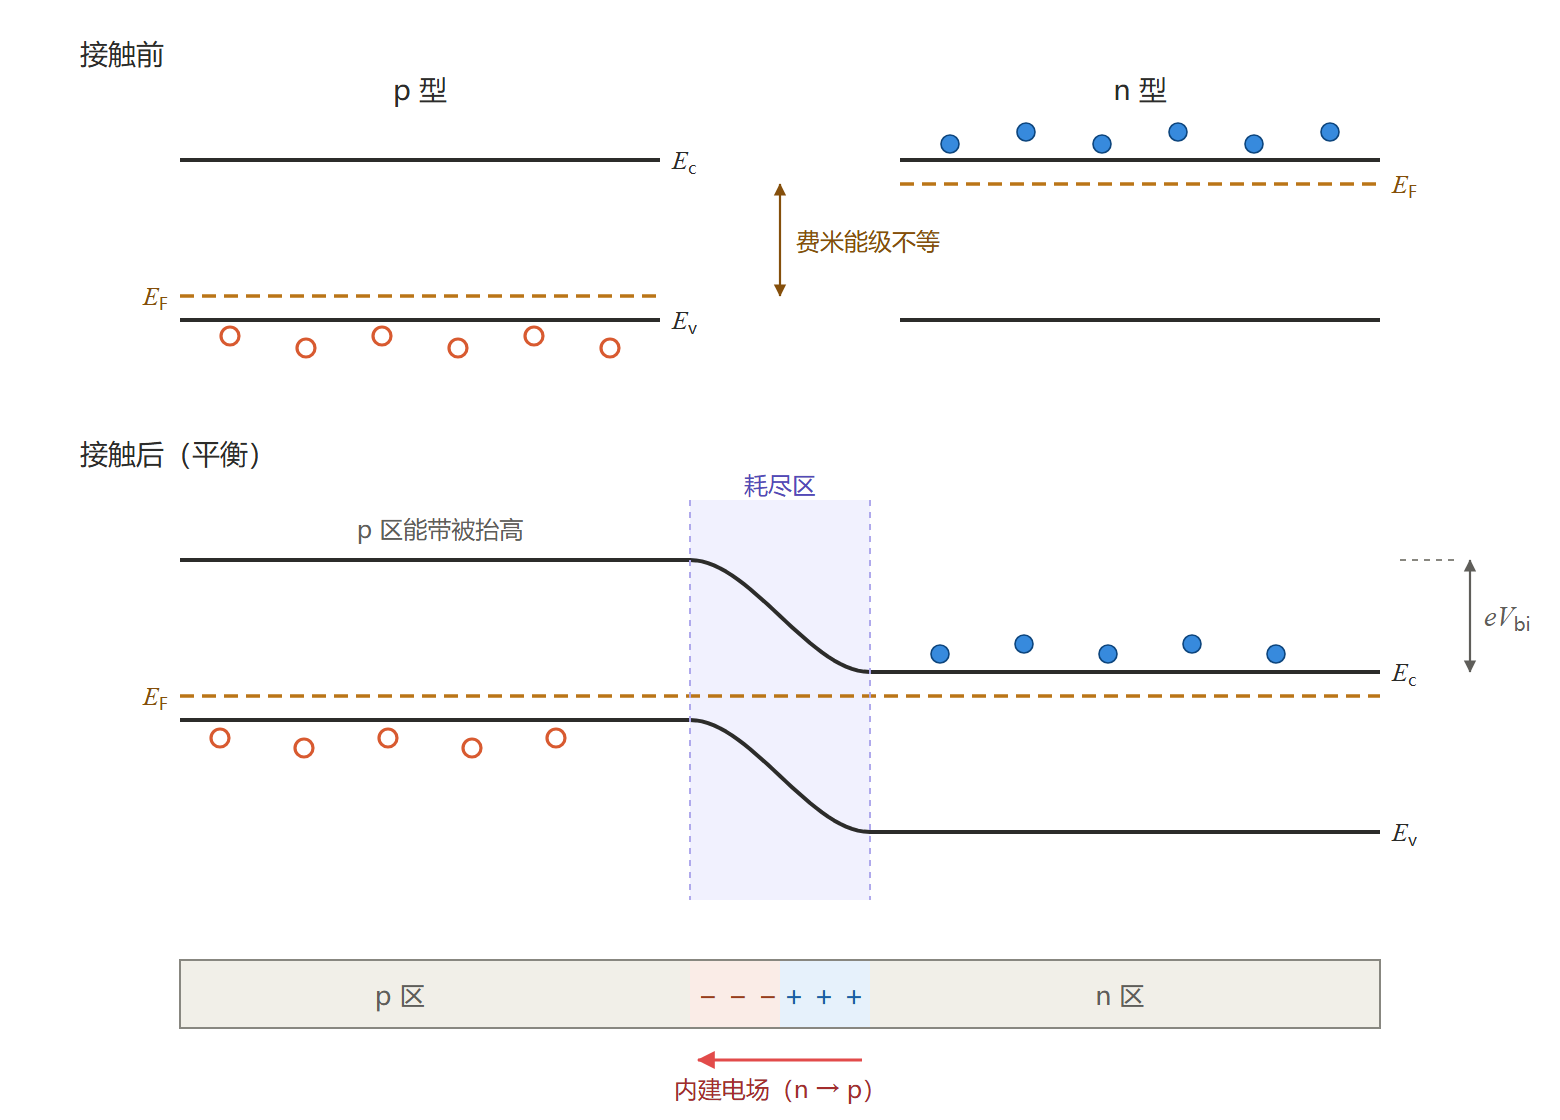 接触前
p 型
n 型
Ec
EF
费米能级不等
EF
Ev
接触后（平衡）
耗尽区
p 区能带被抬高
eVbi
Ec
EF
Ev
p 区
− − − + + +
n 区
内建电场（n → p）